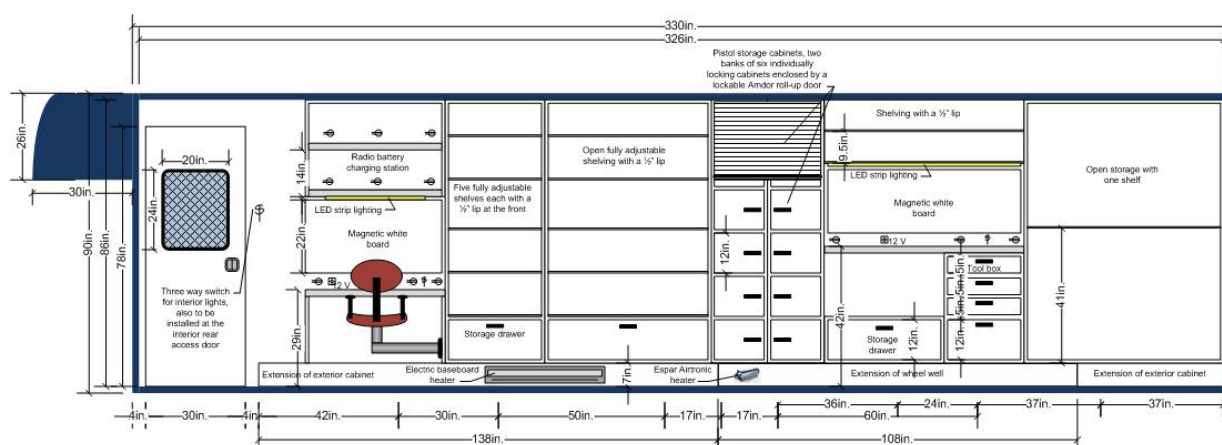 330in.
326in.
Pistol storage cabinets, two
banks of six individually
locking cabinets enclosed by a
lockable Amdor roll-up door
26in.
30in.
90in.
86in.
78in.
20in.
24in.
Three way switch
for interior lights,
also to be
installed at the
interior rear
access door
14in.
22in.
29in.
Radio battery
charging station
LED strip lighting
Magnetic white
board
12 V
Five fully adjustable
shelves each with a
½" lip at the front
Storage drawer
Open fully adjustable
shelving with a ½" lip
12in.
Shelving with a ½" lip
9.5in.
LED strip lighting
Magnetic white
board
12 V
42in.
Tool box
5in.
5in.
5in.
12in.
Storage
drawer
12in.
Open storage with
one shelf
41in.
Extension of exterior cabinet
Electric baseboard
heater
7in.
Espar Airtronic
heater
Extension of wheel well
Extension of exterior cabinet
4in.
30in.
4in.
42in.
30in.
50in.
17in.
17in.
36in.
24in.
60in.
37in.
37in.
138in.
108in.